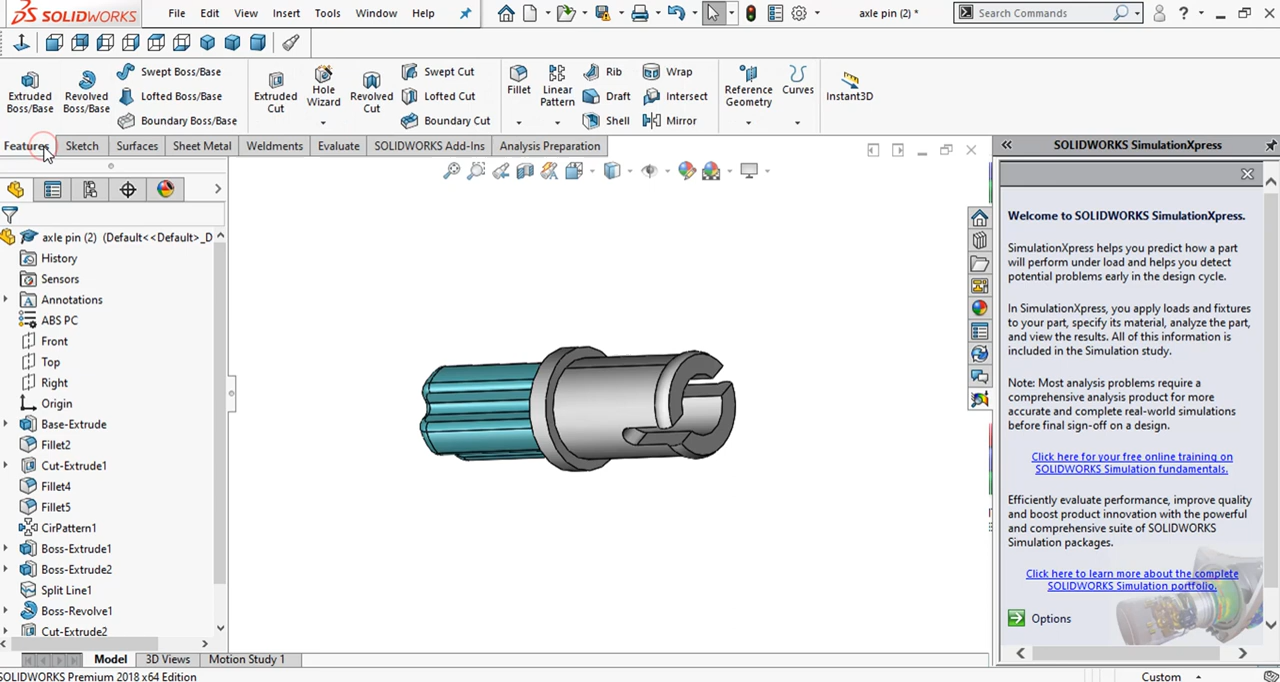 SOLIDWORKS File Edit View Insert Tools Window Help axle pin (2) * Search Commands ?
Extruded Boss/Base
Revolved Boss/Base
Swept Boss/Base
Lofted Boss/Base
Boundary Boss/Base
Extruded Cut
Hole Wizard
Revolved Cut
Swept Cut
Lofted Cut
Boundary Cut
Fillet
Linear Pattern
Rib
Draft
Shell
Wrap
Intersect
Mirror
Reference Geometry
Curves
Instant3D
Features Sketch Surfaces Sheet Metal Weldments Evaluate SOLIDWORKS Add-Ins Analysis Preparation
axle pin (2) (Default<<Default>_D
History
Sensors
Annotations
ABS PC
Front
Top
Right
Origin
Base-Extrude
Fillet2
Cut-Extrude1
Fillet4
Fillet5
CirPattern1
Boss-Extrude1
Boss-Extrude2
Split Line1
Boss-Revolve1
Cut-Extrude2
SOLIDWORKS SimulationXpress
Welcome to SOLIDWORKS SimulationXpress.
SimulationXpress helps you predict how a part
will perform under load and helps you detect
potential problems early in the design cycle.
In SimulationXpress, you apply loads and fixtures
to your part, specify its material, analyze the part,
and view the results. All of this information is
included in the Simulation study.
Note: Most analysis problems require a
comprehensive analysis product for more
accurate and complete real-world simulations
before final sign-off on a design.
Click here for your free online training on
SOLIDWORKS Simulation fundamentals.
Efficiently evaluate performance, improve quality
and boost product innovation with the powerful
and comprehensive suite of SOLIDWORKS
Simulation packages.
Click here to learn more about the complete
SOLIDWORKS Simulation portfolio.
Options
Model 3D Views Motion Study 1
SOLIDWORKS Premium 2018 x64 Edition
Custom